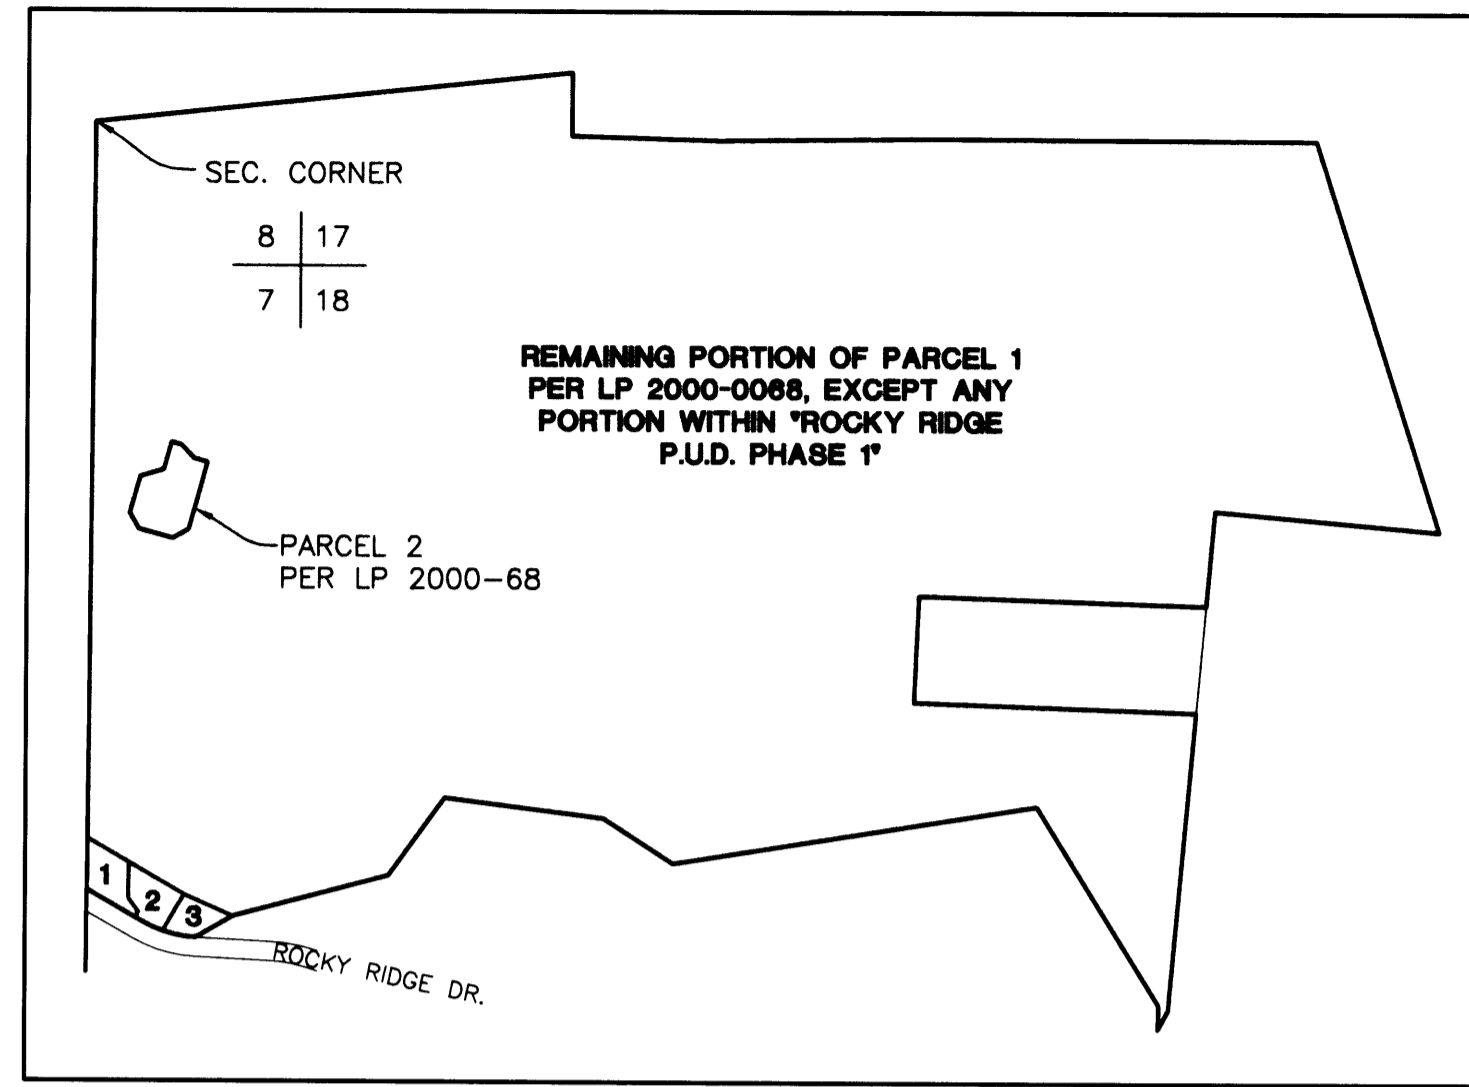 SEC. CORNER
8 17
7 18
REMAINING PORTION OF PARCEL 1
PER LP 2000-0068, EXCEPT ANY
PORTION WITHIN "ROCKY RIDGE
P.U.D. PHASE 1"
PARCEL 2
PER LP 2000-68
1
2
3
ROCKY RIDGE DR.